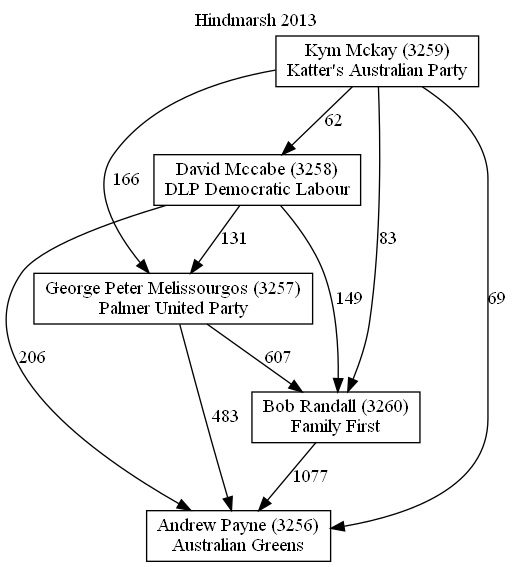 Hindmarsh 2013
Kym Mckay (3259)
Katter's Australian Party
62
David Mccabe (3258)
DLP Democratic Labour
166
131
83
George Peter Melissourgos (3257)
Palmer United Party
149
69
206
607
Bob Randall (3260)
Family First
483
1077
Andrew Payne (3256)
Australian Greens